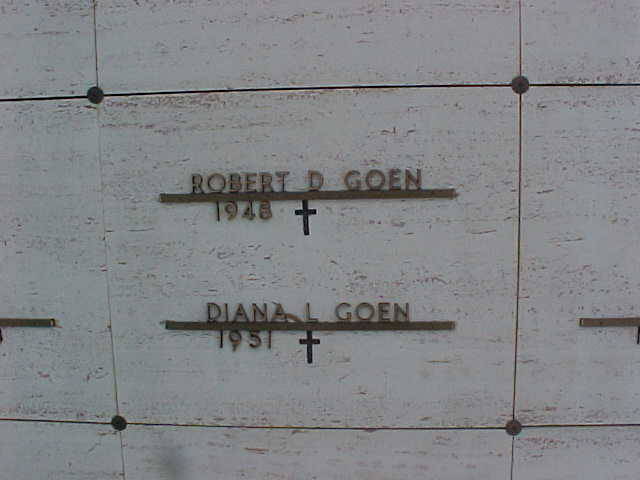 ROBERT D GOEN
1948
DIANA L GOEN
1951